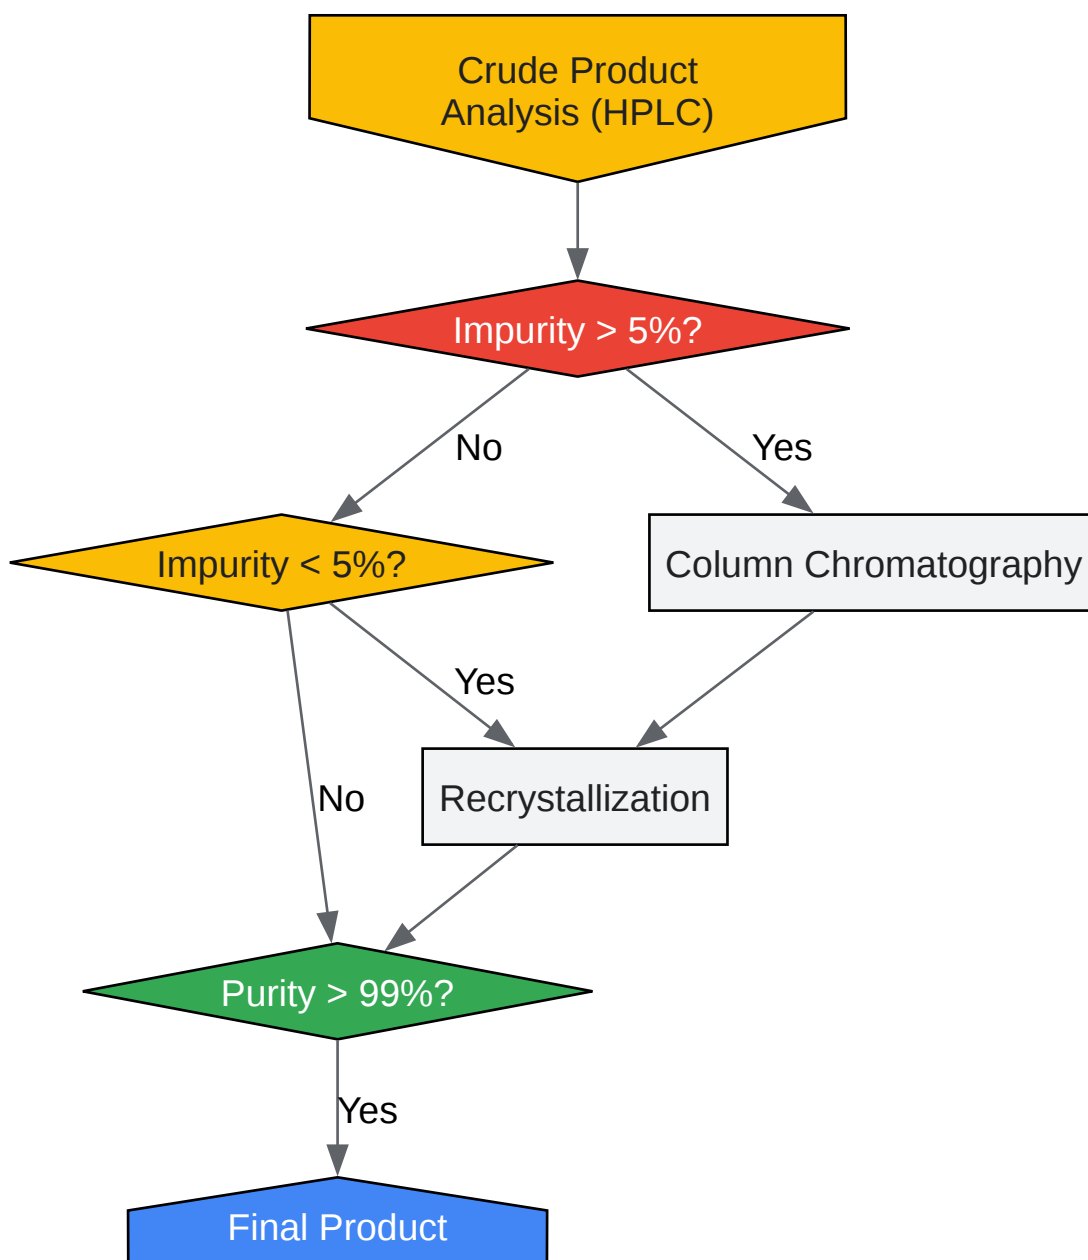 Crude Product
Analysis (HPLC)
Impurity > 5%?
No
Yes
Impurity < 5%?
Column Chromatography
Yes
No
Recrystallization
Purity > 99%?
Yes
Final Product